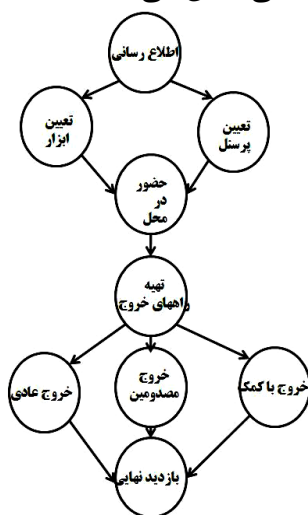 اطلاع رسانی
تعیین
پرسنل
تعیین
ابزار
حضور
در
محل
تهیه
راههای خروج
خروج با کمک
خروج
مصدومین
خروج عادی
بازدید نهایی